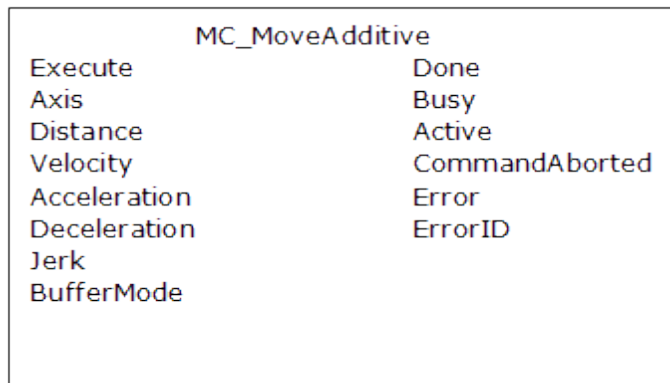 MC_MoveAdditive
Execute Done
Axis Busy
Distance Active
Velocity CommandAborted
Acceleration Error
Deceleration ErrorID
Jerk
BufferMode